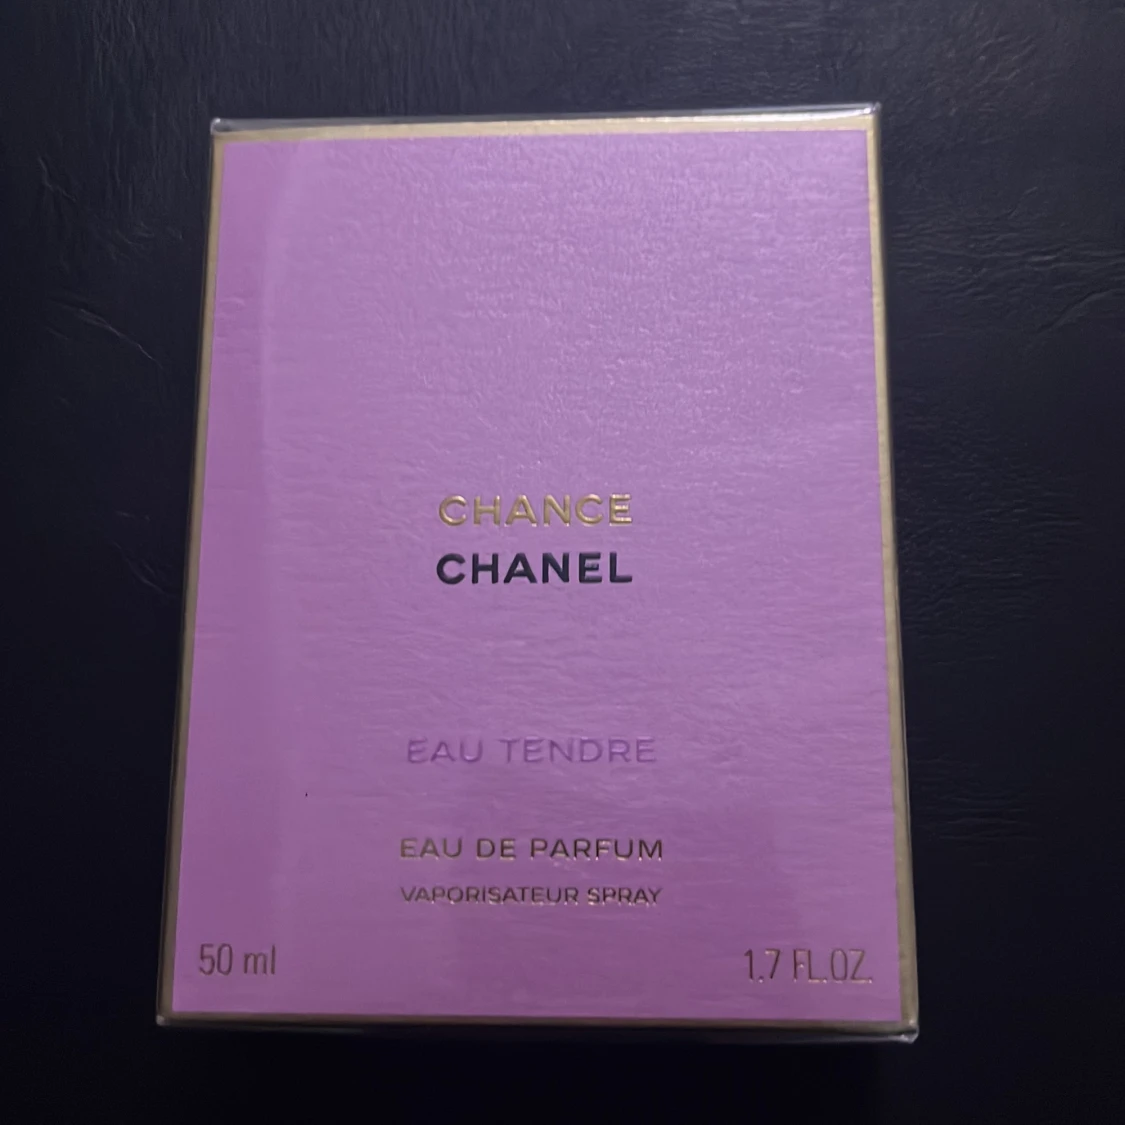 CHANCE
CHANEL
EAU TENDRE
EAU DE PARFUM
VAPORISATEUR SPRAY
50 ml 1.7 FL.OZ.